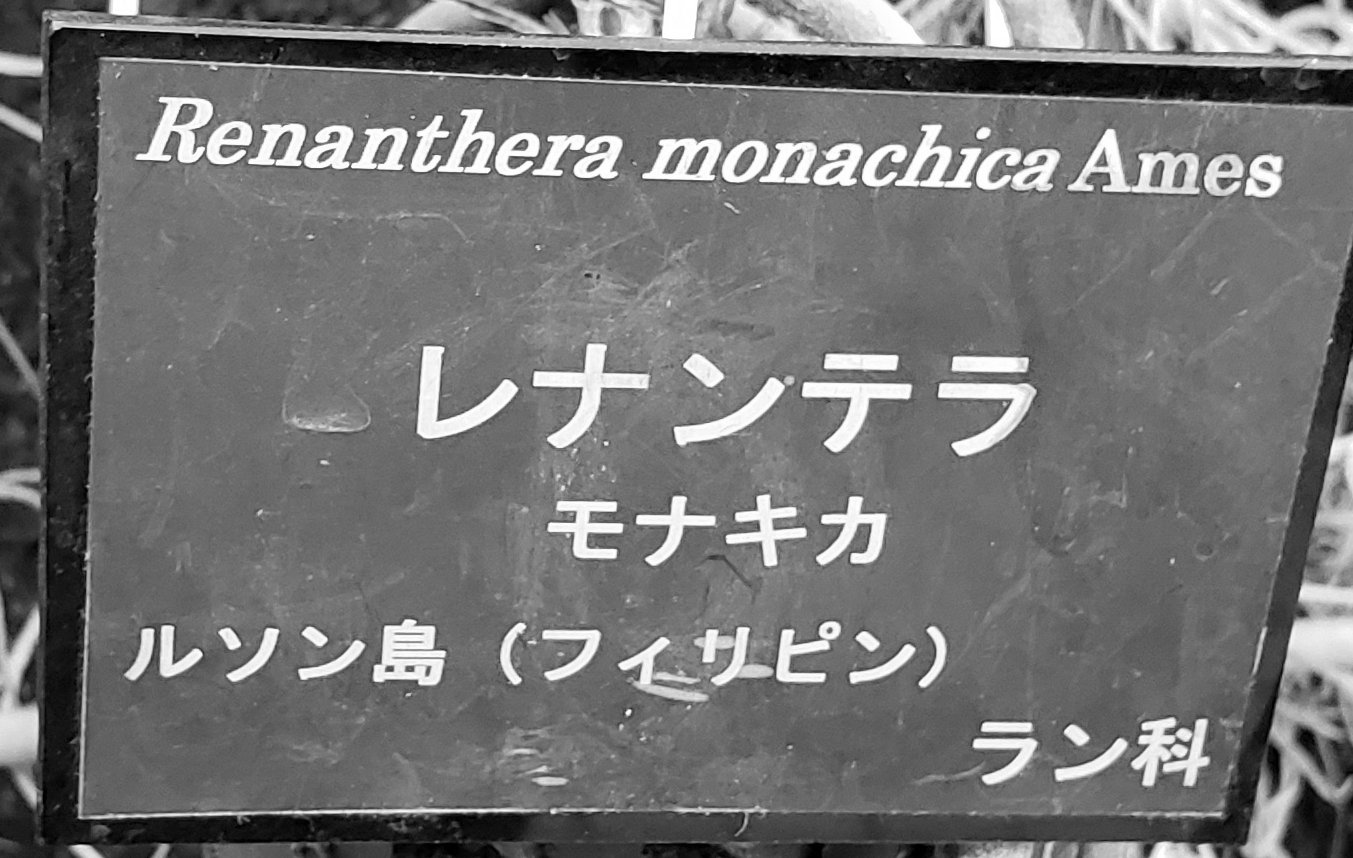 Renanthera monachica Ames
レナンテラ
モナキカ
ルソン島（フィリピン）
ラン科